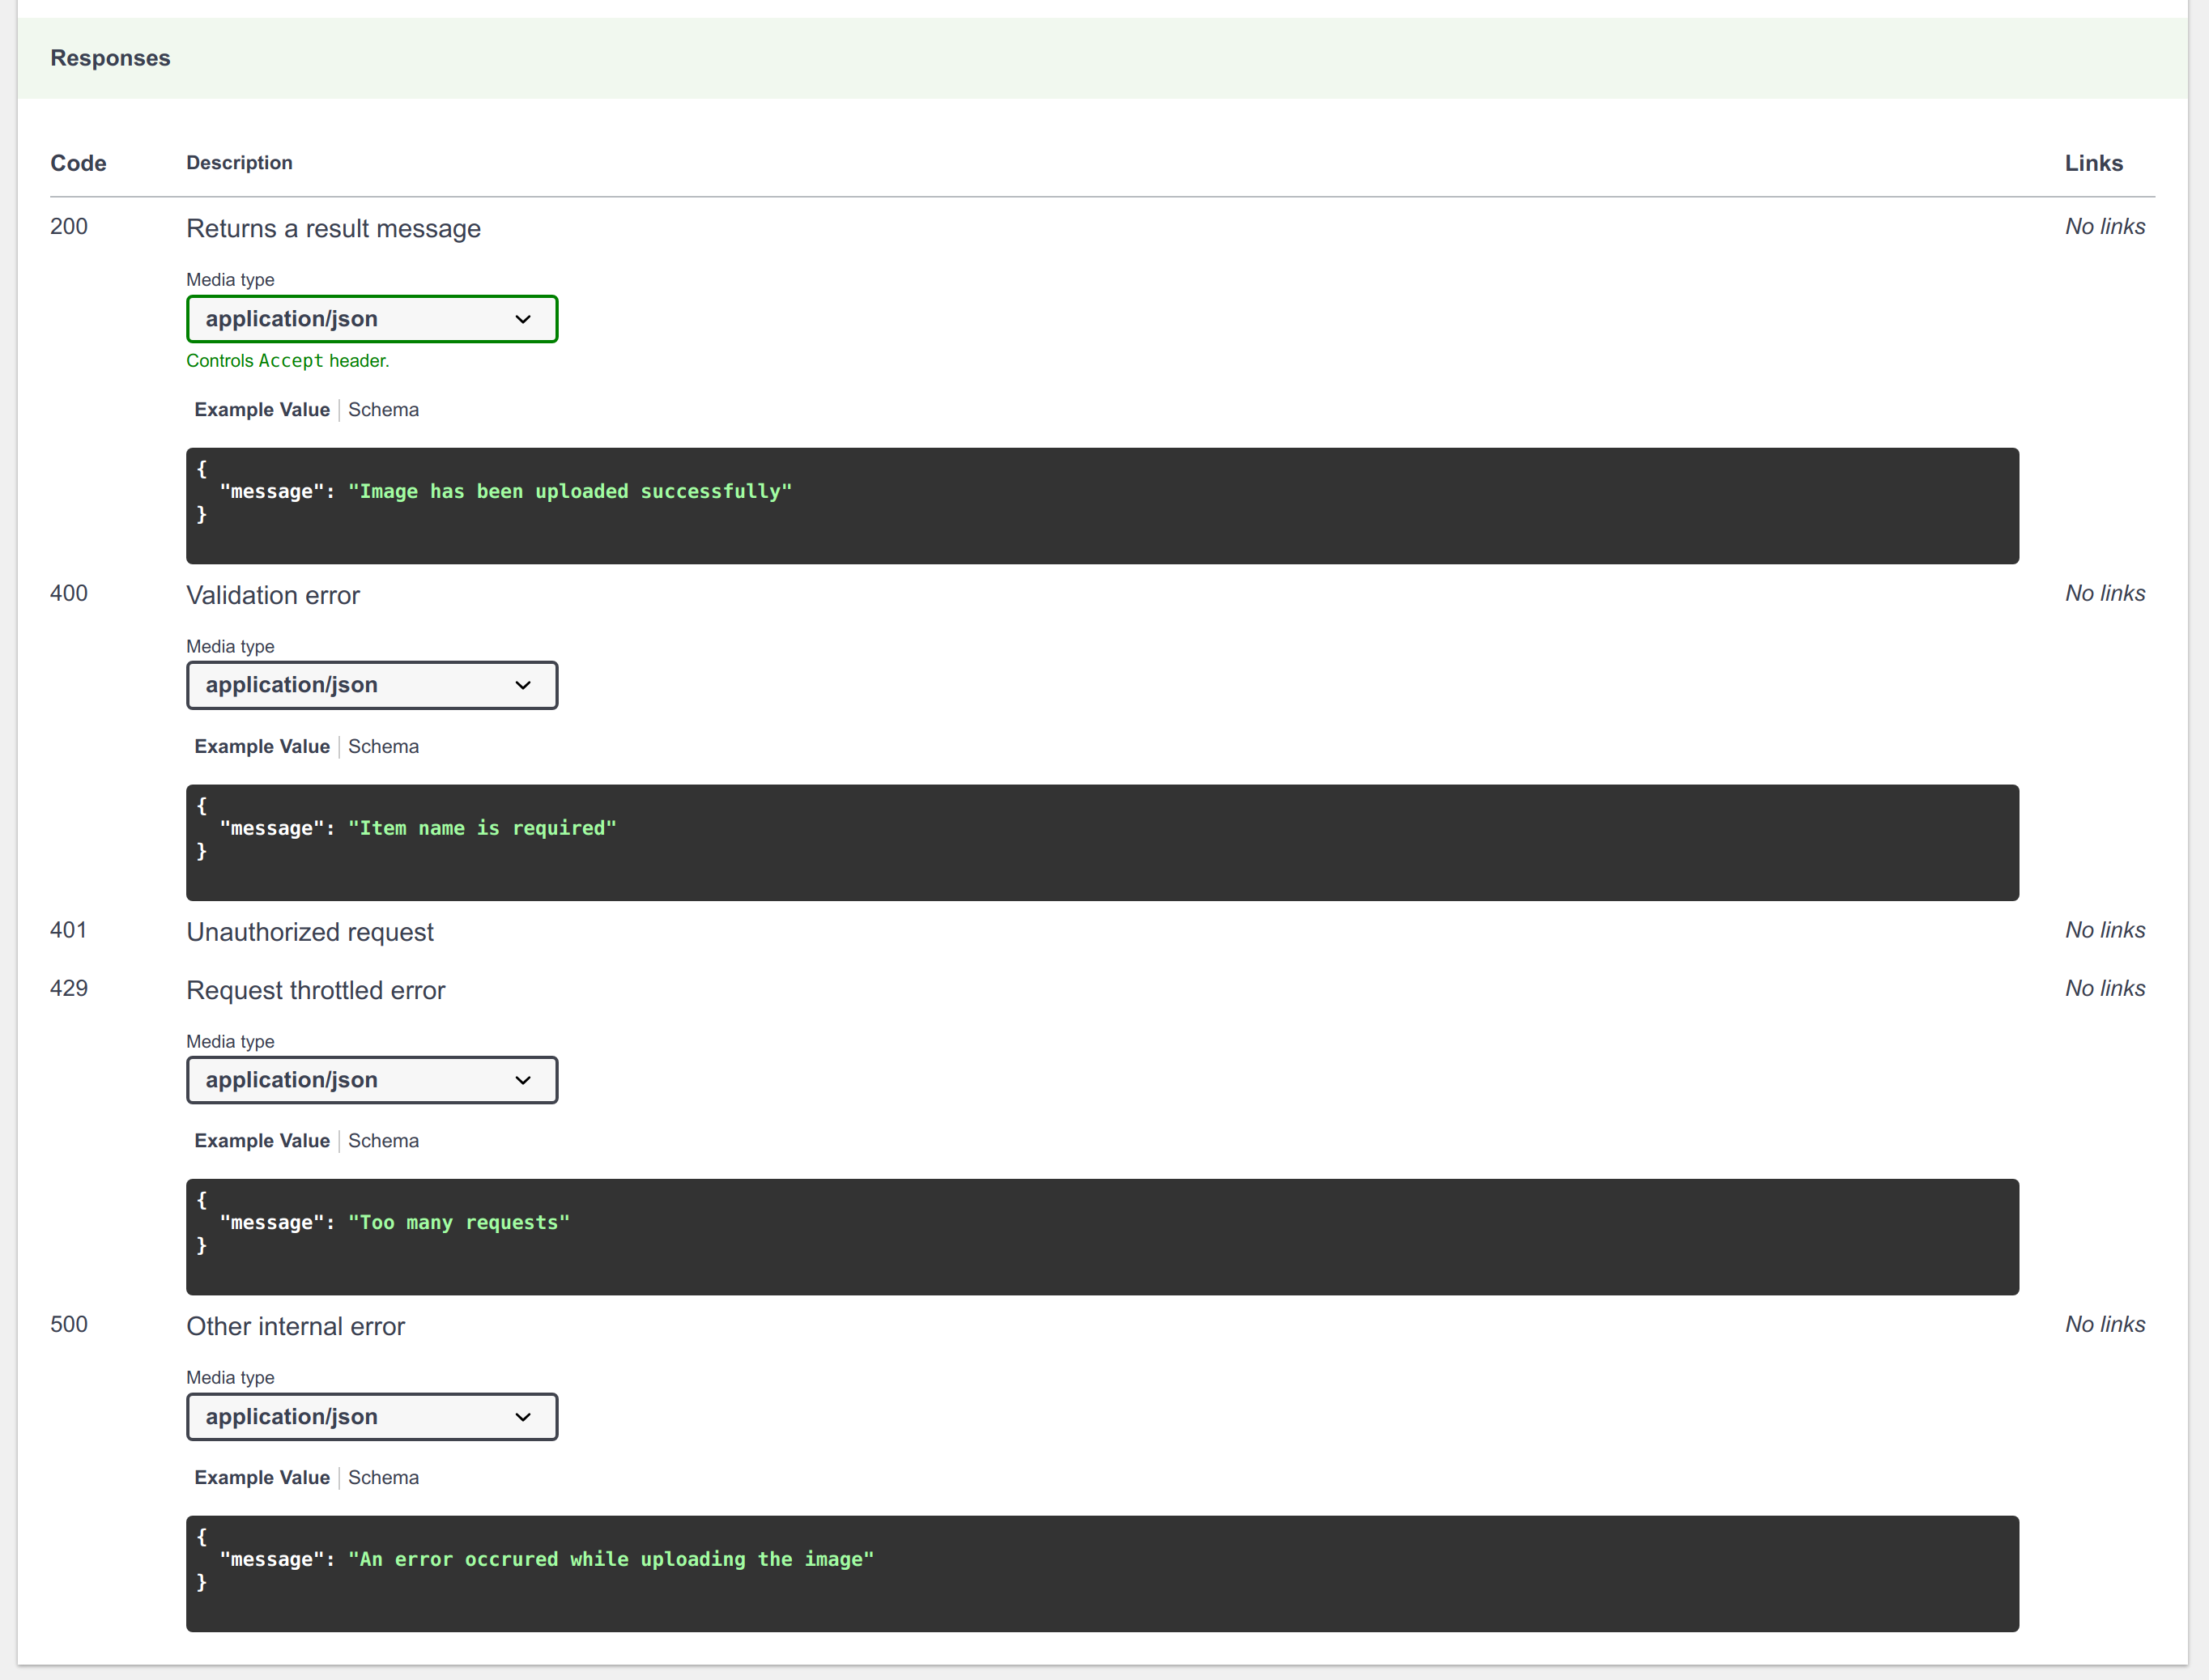 Responses
Code Description Links
200 Returns a result message No links
Media type
application/json
Controls Accept header.
Example Value Schema
{
"message": "Image has been uploaded successfully"
}
400 Validation error No links
Media type
application/json
Example Value Schema
{
"message": "Item name is required"
}
401 Unauthorized request No links
429 Request throttled error No links
Media type
application/json
Example Value Schema
{
"message": "Too many requests"
}
500 Other internal error No links
Media type
application/json
Example Value Schema
{
"message": "An error occrured while uploading the image"
}